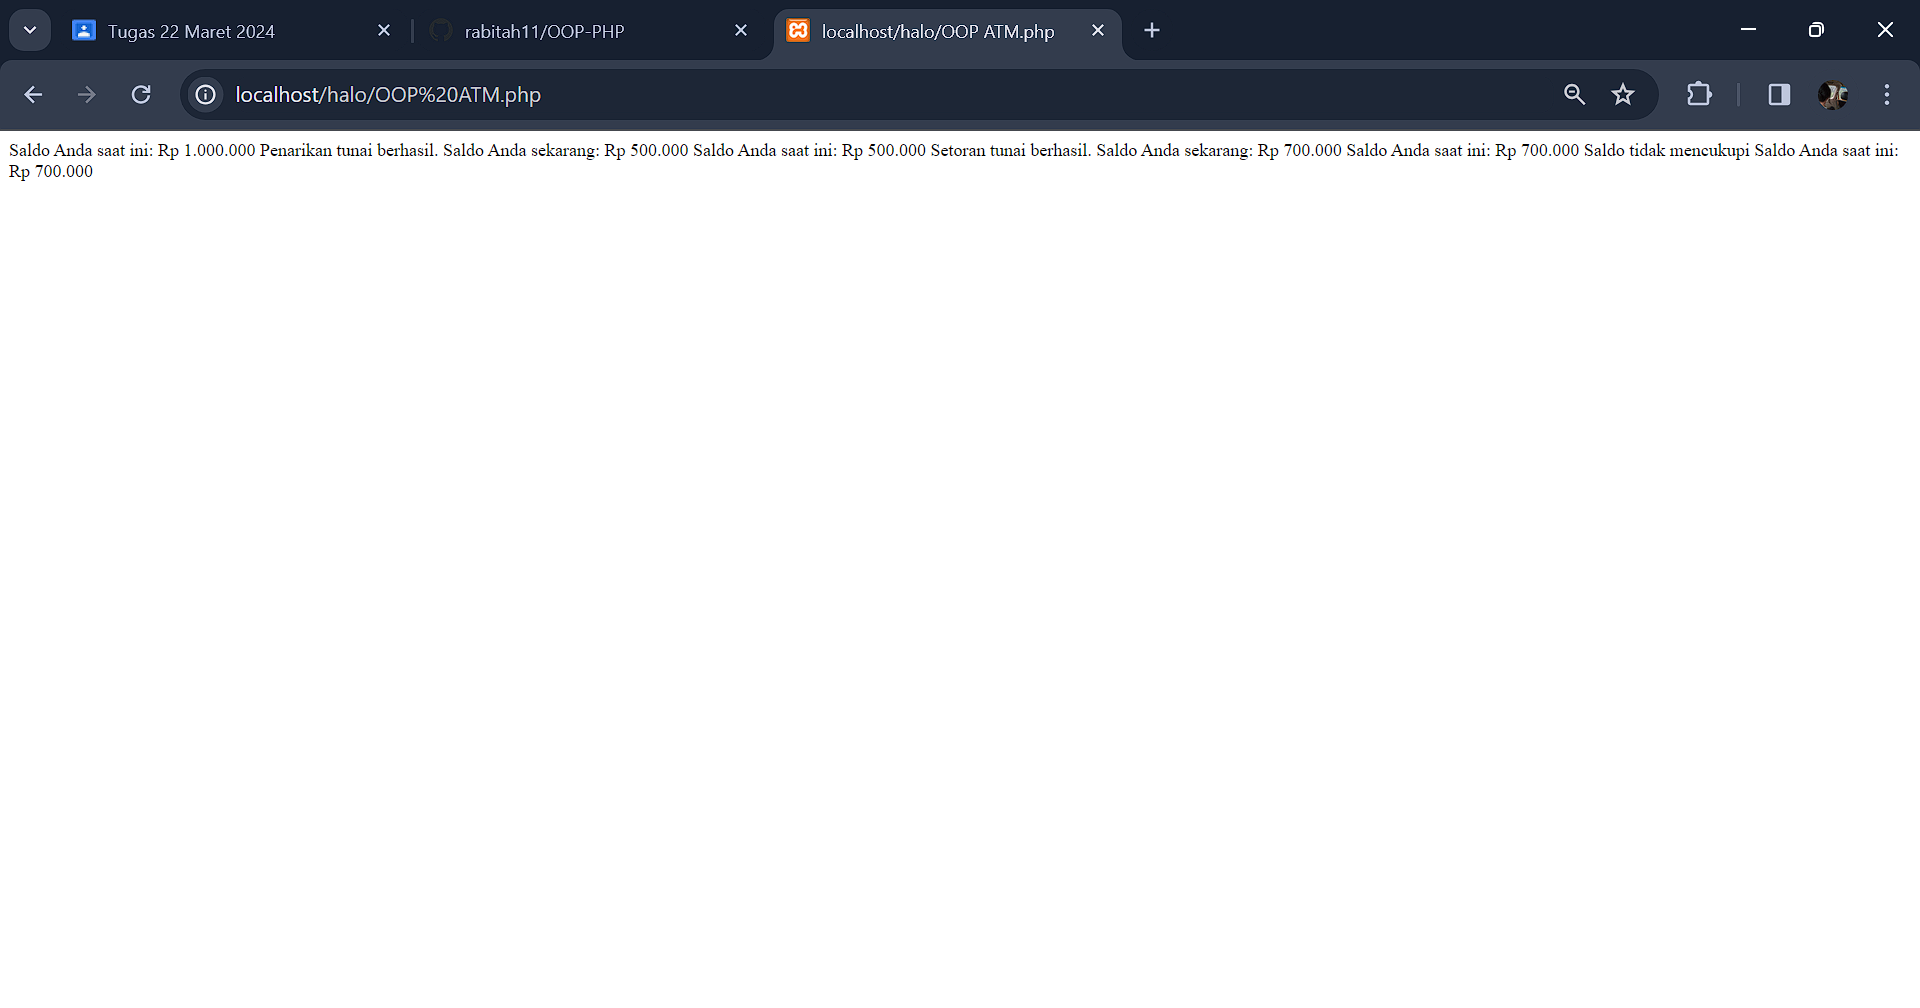 Tugas 22 Maret 2024
rabitah11/OOP-PHP
localhost/halo/OOP ATM.php
localhost/halo/OOP%20ATM.php
Saldo Anda saat ini: Rp 1.000.000 Penarikan tunai berhasil. Saldo Anda sekarang: Rp 500.000 Saldo Anda saat ini: Rp 500.000 Setoran tunai berhasil. Saldo Anda sekarang: Rp 700.000 Saldo Anda saat ini: Rp 700.000 Saldo tidak mencukupi Saldo Anda saat ini:
Rp 700.000